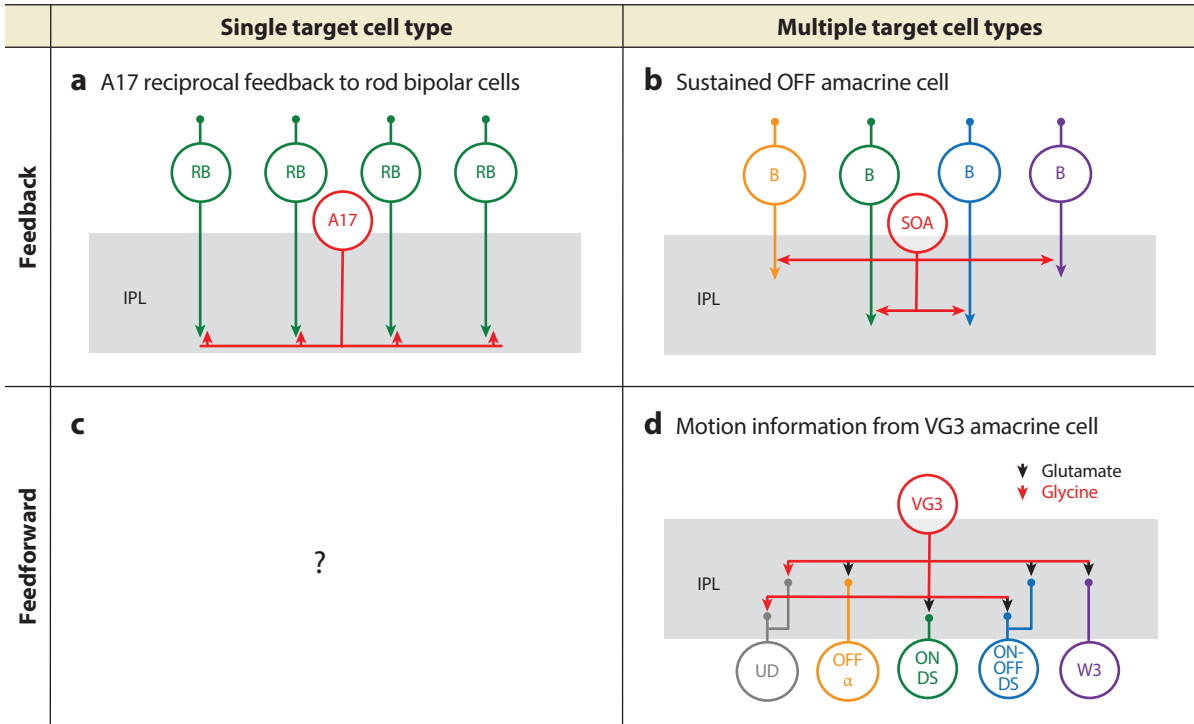 Single target cell type
Multiple target cell types
Feedback
a A17 reciprocal feedback to rod bipolar cells
RB
RB
RB
RB
A17
IPL
b Sustained OFF amacrine cell
B
B
B
B
SOA
IPL
Feedforward
c
?
d Motion information from VG3 amacrine cell
Glutamate
Glycine
VG3
IPL
UD
OFF
α
ON
DS
ON-
OFF
DS
W3